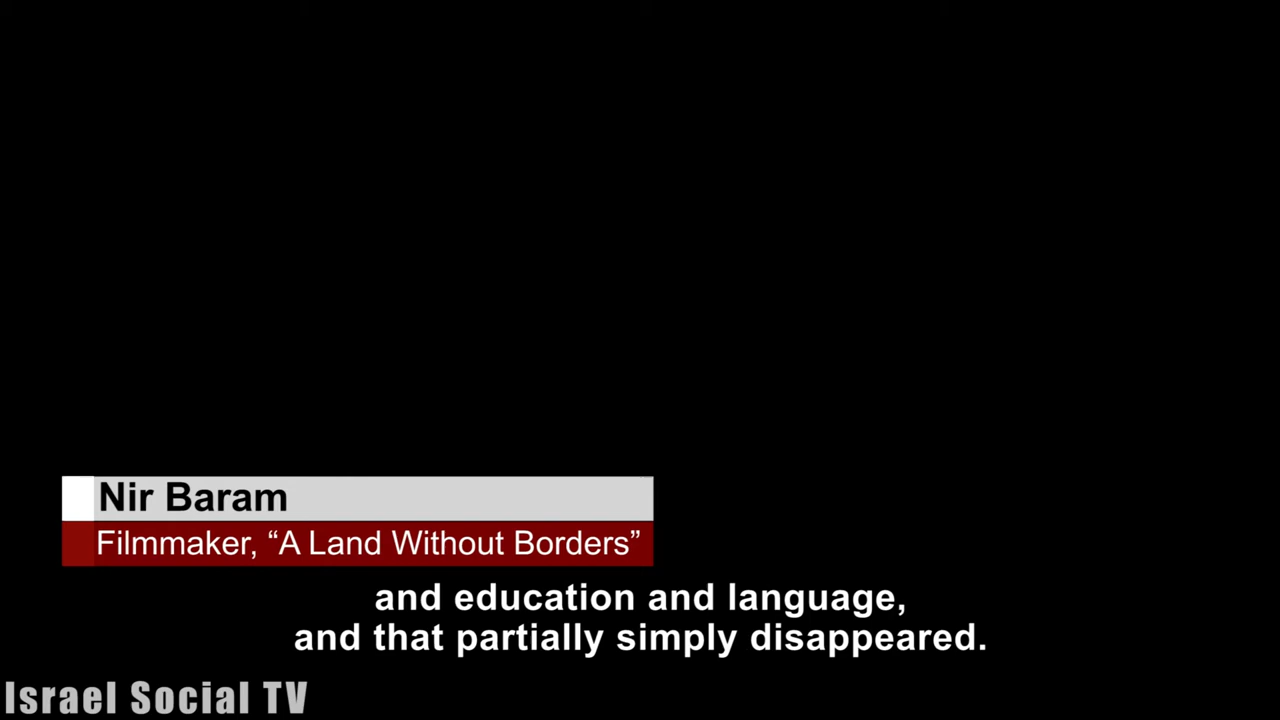 Nir Baram
Filmmaker, “A Land Without Borders”
and education and language,
and that partially simply disappeared.
Israel Social TV